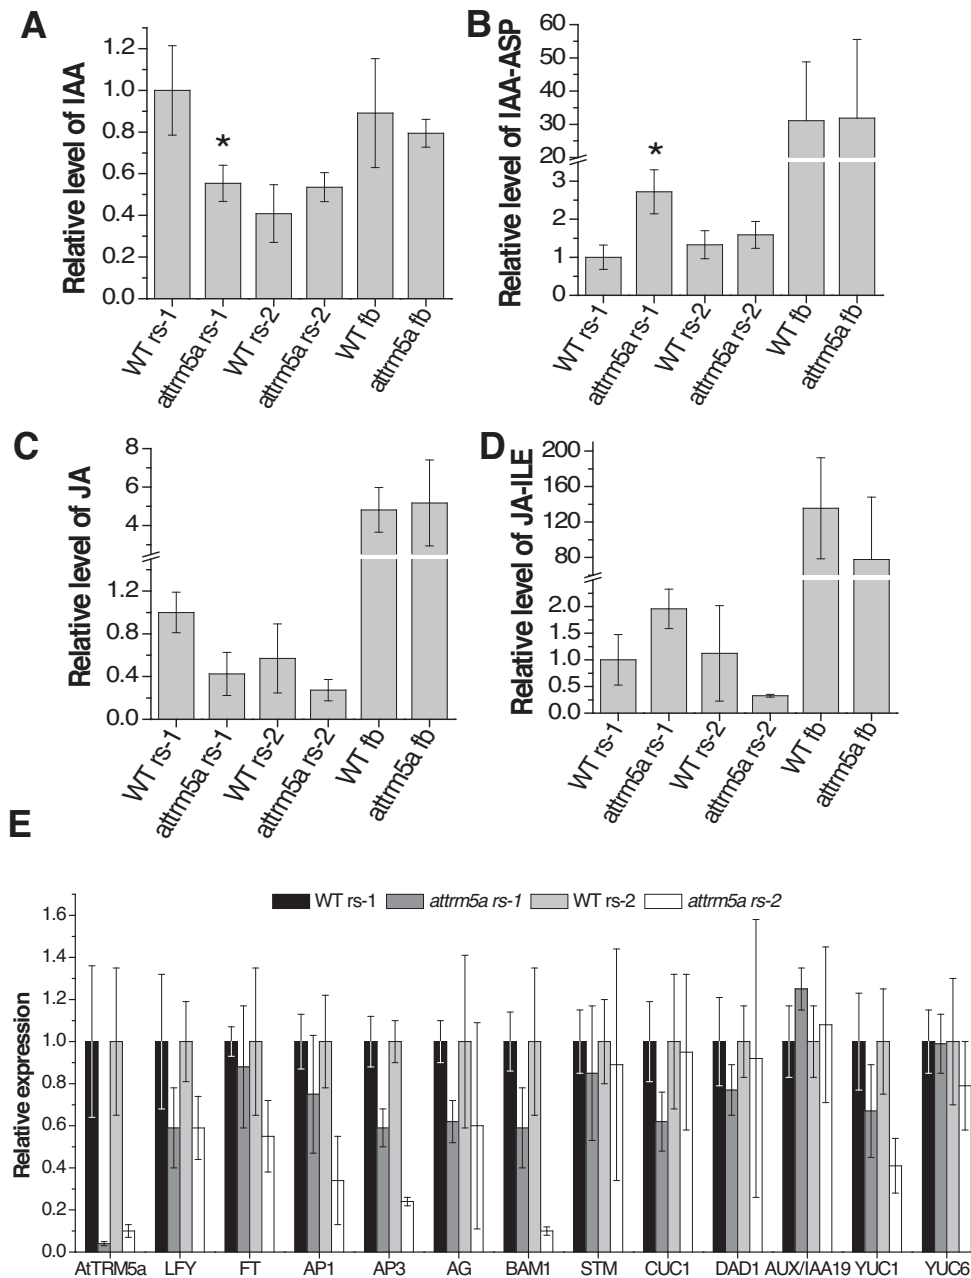 A
Relative level of IAA
1.2
1.0
0.8
0.6
0.4
0.2
0.0
*
WT rs-1
attrm5a rs-1
WT rs-2
attrm5a rs-2
WT fb
attrm5a fb
B
Relative level of IAA-ASP
60
50
40
30
20
3
2
1
0
*
WT rs-1
attrm5a rs-1
WT rs-2
attrm5a rs-2
WT fb
attrm5a fb
C
Relative level of JA
8
6
4
1.2
0.8
0.4
0.0
WT rs-1
attrm5a rs-1
WT rs-2
attrm5a rs-2
WT fb
attrm5a fb
D
Relative level of JA-ILE
200
160
120
80
2.0
1.5
1.0
0.5
0.0
WT rs-1
attrm5a rs-1
WT rs-2
attrm5a rs-2
WT fb
attrm5a fb
E
WT rs-1 attrm5a rs-1 WT rs-2 attrm5a rs-2
Relative expression
1.6
1.4
1.2
1.0
0.8
0.6
0.4
0.2
0.0
AtTRM5a LFY FT AP1 AP3 AG BAM1 STM CUC1 DAD1 AUX/IAA19 YUC1 YUC6